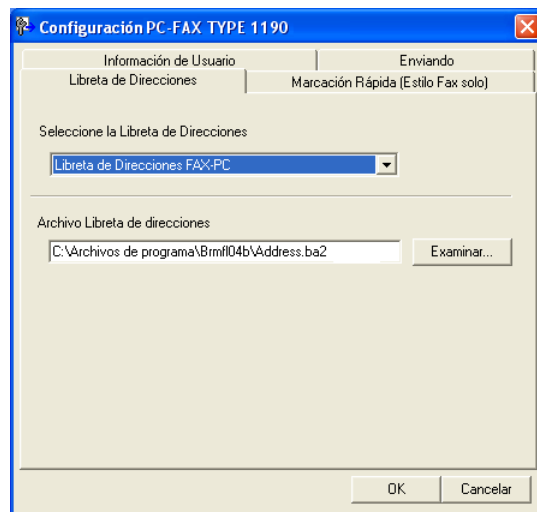 Configuración PC-FAX TYPE 1190
Información de Usuario
Enviando
Libreta de Direcciones
Marcación Rápida (Estilo Fax solo)
Seleccione la Libreta de Direcciones
Libreta de Direcciones FAX-PC
Archivo Libreta de direcciones
C:\Archivos de programa\Brmfl04b\Address.ba2
Examinar...
OK
Cancelar